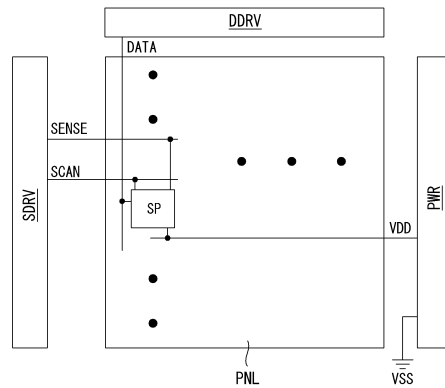 DDRV
DATA
SENSE
SCAN
SDRV
SP
PWR
VDD
PNL
VSS